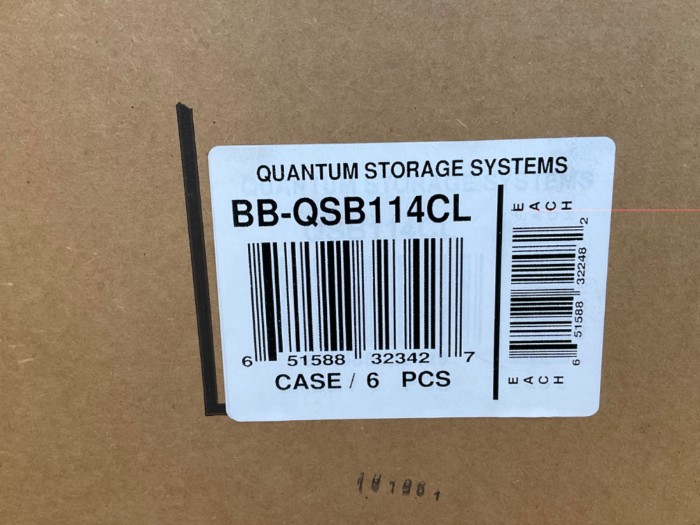 QUANTUM STORAGE SYSTEMS
BB-QSB114CL
6 51588 32342 7
CASE / 6 PCS
EACH
6 51588 32248 2
EACH